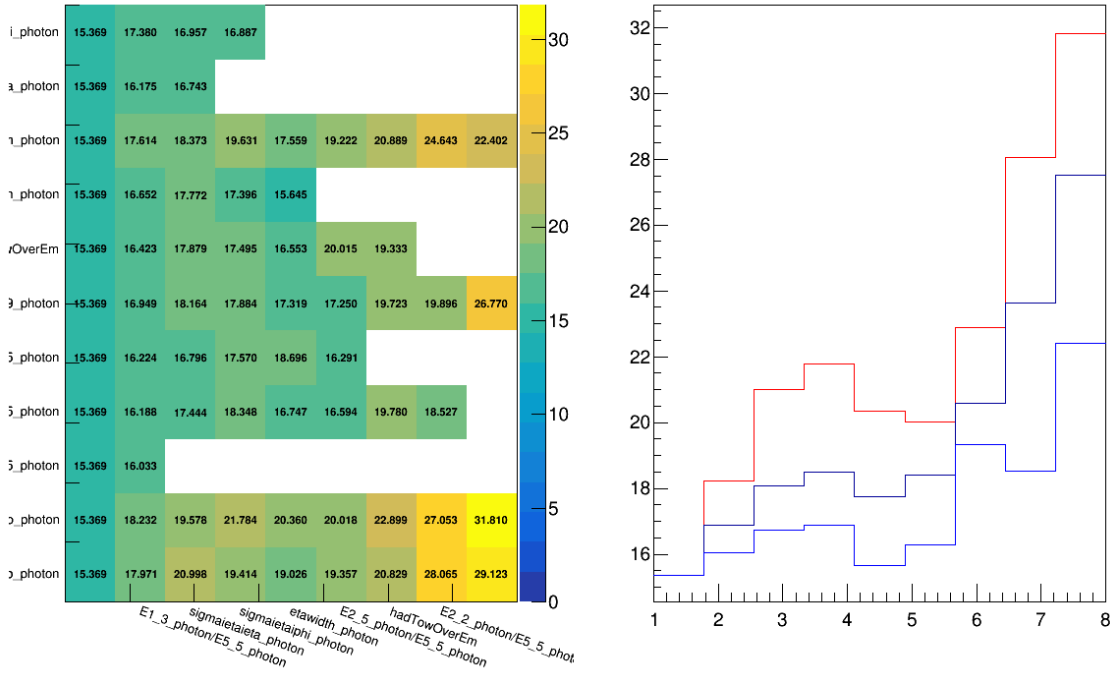 i_photon 15.369 17.380 16.957 16.887
a_photon 15.369 16.175 16.743
n_photon 15.369 17.614 18.373 19.631 17.559 19.222 20.889 24.643 22.402
n_photon 15.369 16.652 17.772 17.396 15.645
wOverEm 15.369 16.423 17.879 17.495 16.553 20.015 19.333
9_photon 15.369 16.949 18.164 17.884 17.319 17.250 19.723 19.896 26.770
5_photon 15.369 16.224 16.796 17.570 18.696 16.291
5_photon 15.369 16.188 17.444 18.348 16.747 16.594 19.780 18.527
5_photon 15.369 16.033
o_photon 15.369 18.232 19.578 21.784 20.360 20.018 22.899 27.053 31.810
o_photon 15.369 17.971 20.998 19.414 19.026 19.357 20.829 28.065 29.123
E1_3_photon/E5_5_photon
sigmaietaieta_photon
sigmaietaiphi_photon
etawidth_photon
E2_5_photon/E5_5_photon
hadTowOverEm
E2_2_photon/E5_5_phot
30
25
20
15
10
5
0
32
30
28
26
24
22
20
18
16
1 2 3 4 5 6 7 8